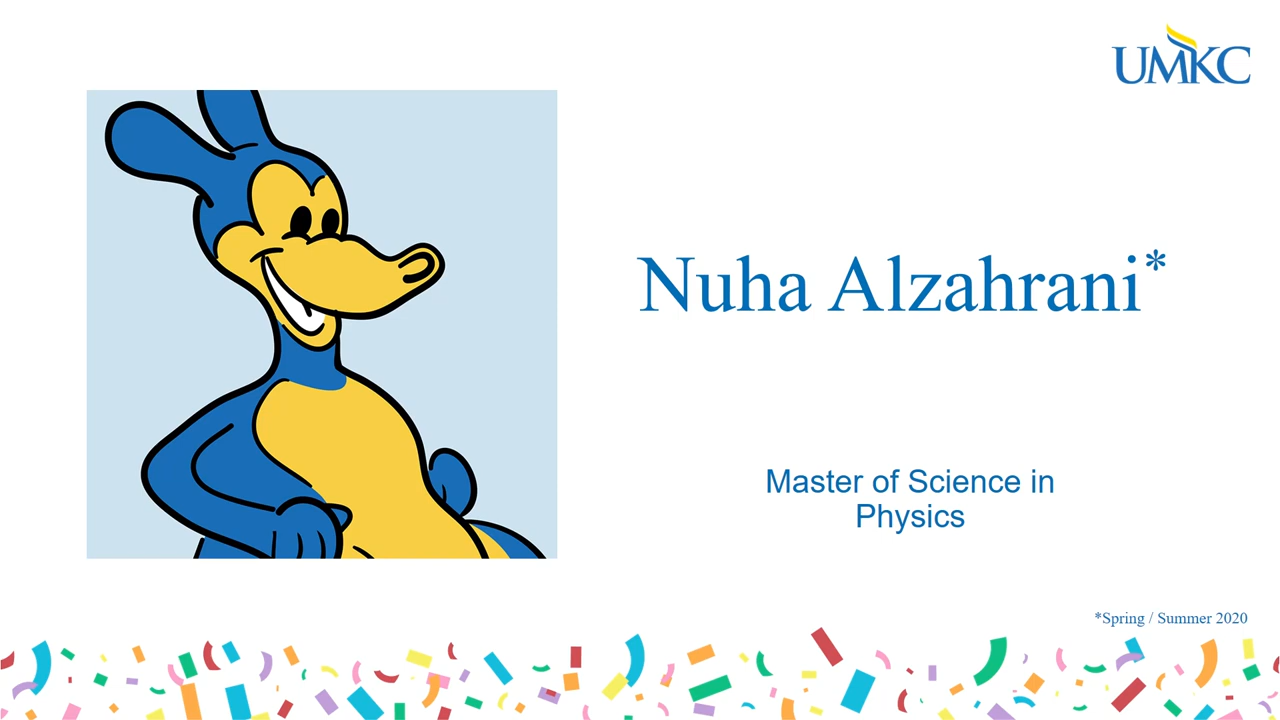 UMKC
Nuha Alzahrani*
Master of Science in
Physics
*Spring / Summer 2020